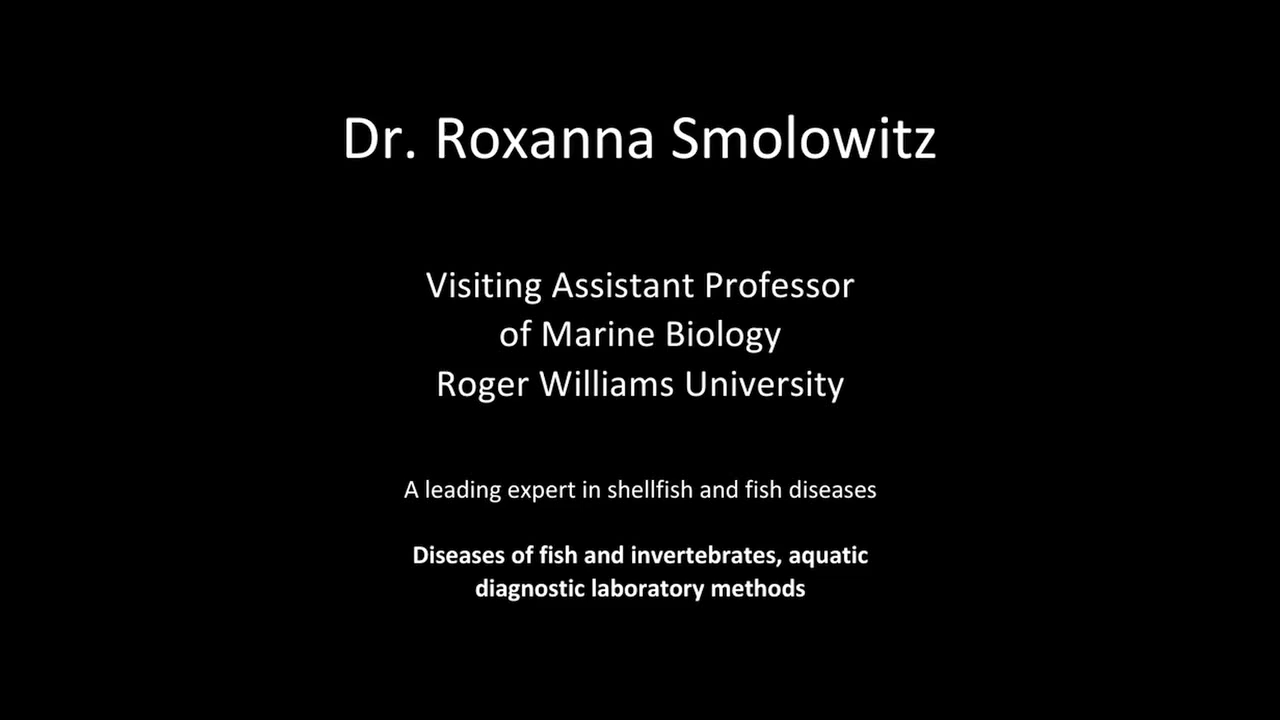 Dr. Roxanna Smolowitz
Visiting Assistant Professor
of Marine Biology
Roger Williams University
A leading expert in shellfish and fish diseases
Diseases of fish and invertebrates, aquatic
diagnostic laboratory methods